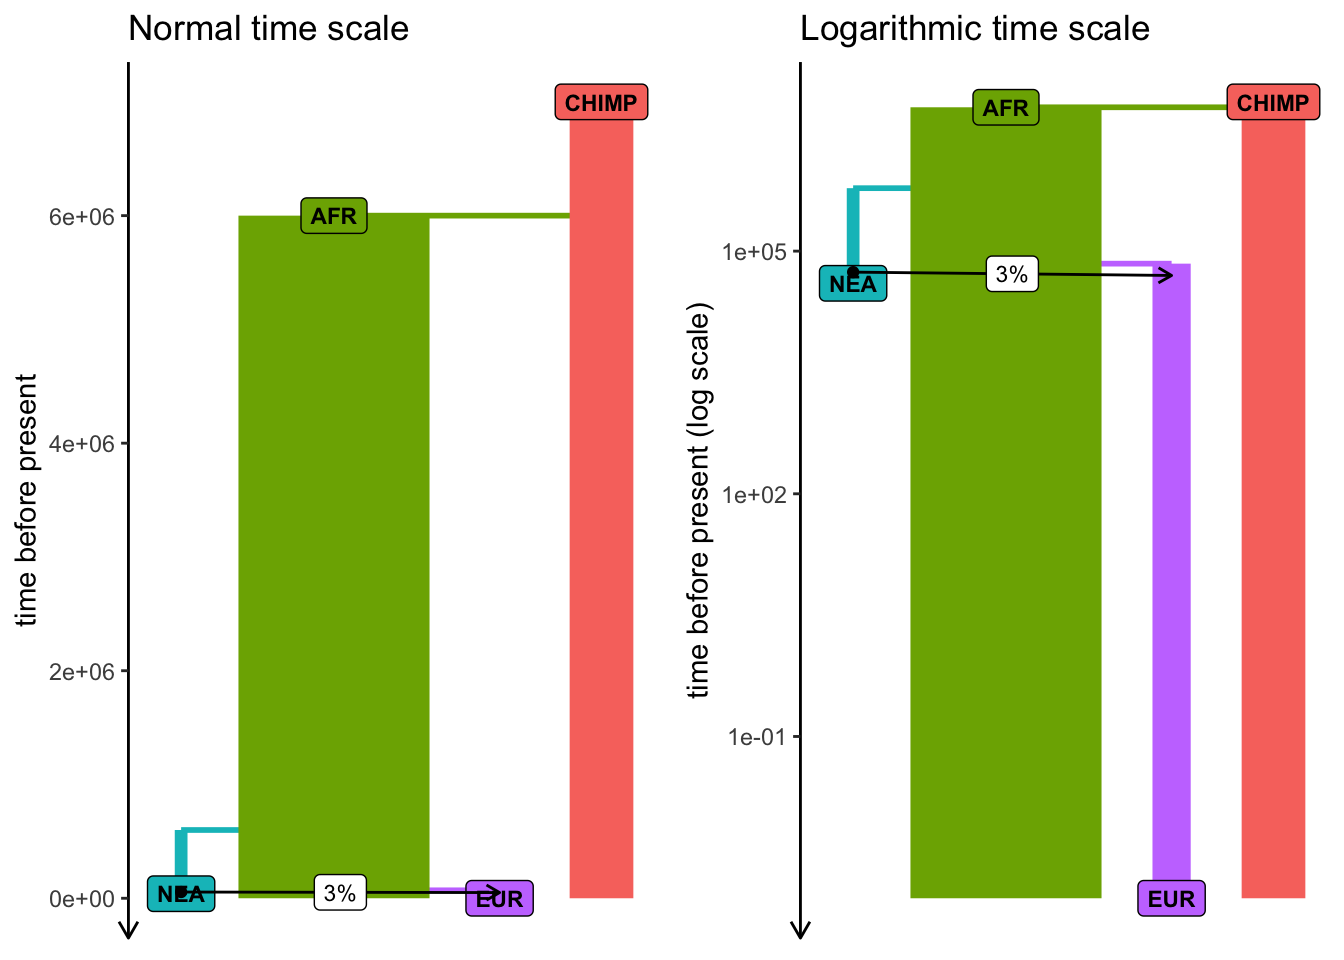 Normal time scale
CHIMP
6e+06
AFR
4e+06
time before present
2e+06
0e+00
NEA
3%
EUR
Logarithmic time scale
AFR
CHIMP
1e+05
NEA
3%
time before present (log scale)
1e+02
1e-01
EUR